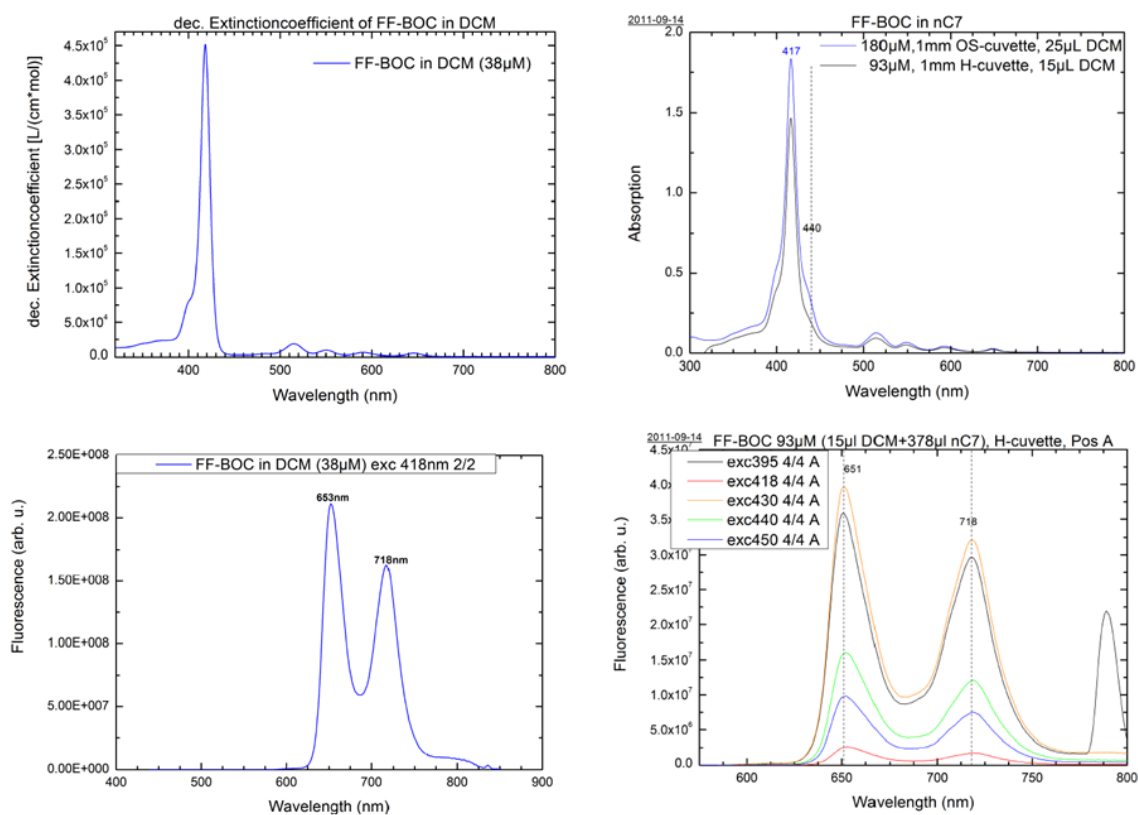 dec. Extinctioncoefficient of FF-BOC in DCM
4.5x10⁵
4.0x10⁵
3.5x10⁵
3.0x10⁵
2.5x10⁵
2.0x10⁵
1.5x10⁵
1.0x10⁵
5.0x10⁴
0.0
dec. Extinctioncoefficient [L/(cm*mol)]
FF-BOC in DCM (38µM)
400 500 600 700 800
Wavelength (nm)
2011-09-14
FF-BOC in nC7
2.0
1.5
1.0
0.5
0.0
Absorption
180µM,1mm OS-cuvette, 25µL DCM
93µM, 1mm H-cuvette, 15µL DCM
417
440
300 400 500 600 700 800
Wavelength (nm)
2.50E+008
2.00E+008
1.50E+008
1.00E+008
5.00E+007
0.00E+000
Fluorescence (arb. u.)
FF-BOC in DCM (38µM) exc 418nm 2/2
653nm
718nm
400 500 600 700 800 900
Wavelength (nm)
2011-09-14
FF-BOC 93µM (15µl DCM+378µl nC7), H-cuvette, Pos A
2.5x10⁷
2.0x10⁷
1.5x10⁷
1.0x10⁷
5.0x10⁶
0.0
Fluorescence (arb. u.)
exc395 4/4 A
exc418 4/4 A
exc430 4/4 A
exc440 4/4 A
exc450 4/4 A
651
718
600 650 700 750 800
Wavelength (nm)